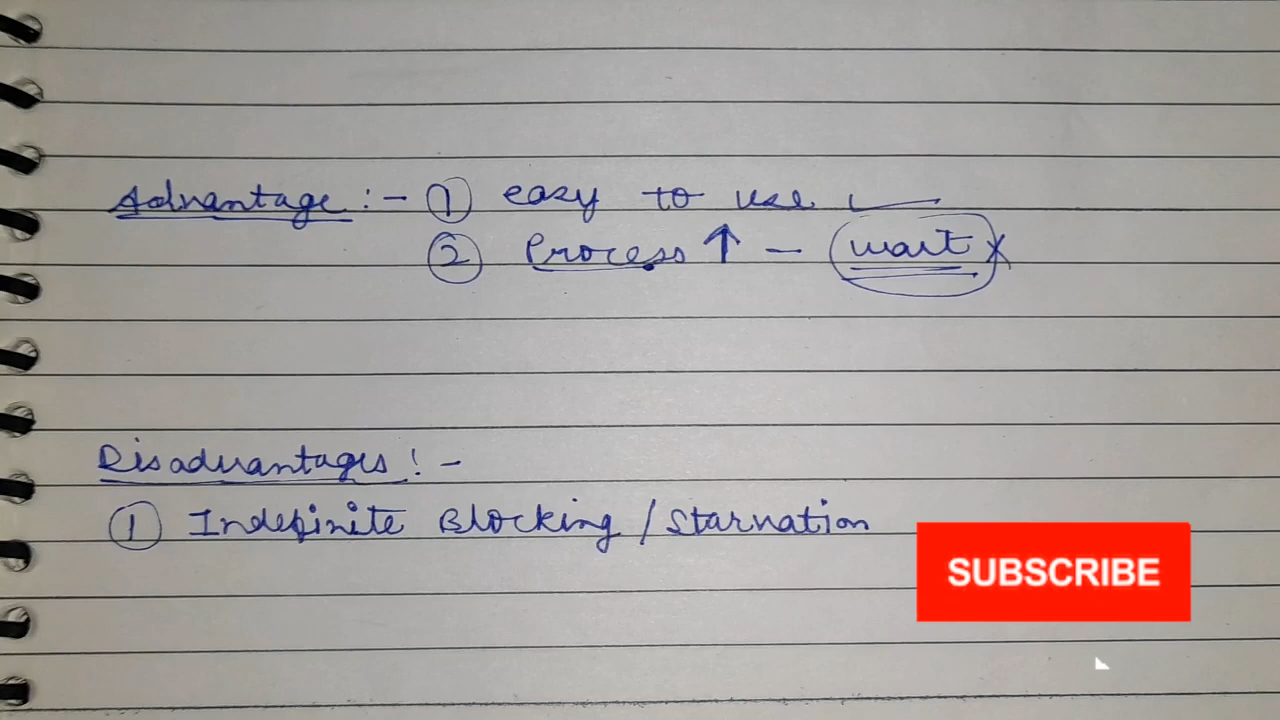 Advantage :- ① easy to use ✓
② Process ↑ - (wait) ×
Disadvantages :-
① Indefinite Blocking / Starvation
SUBSCRIBE